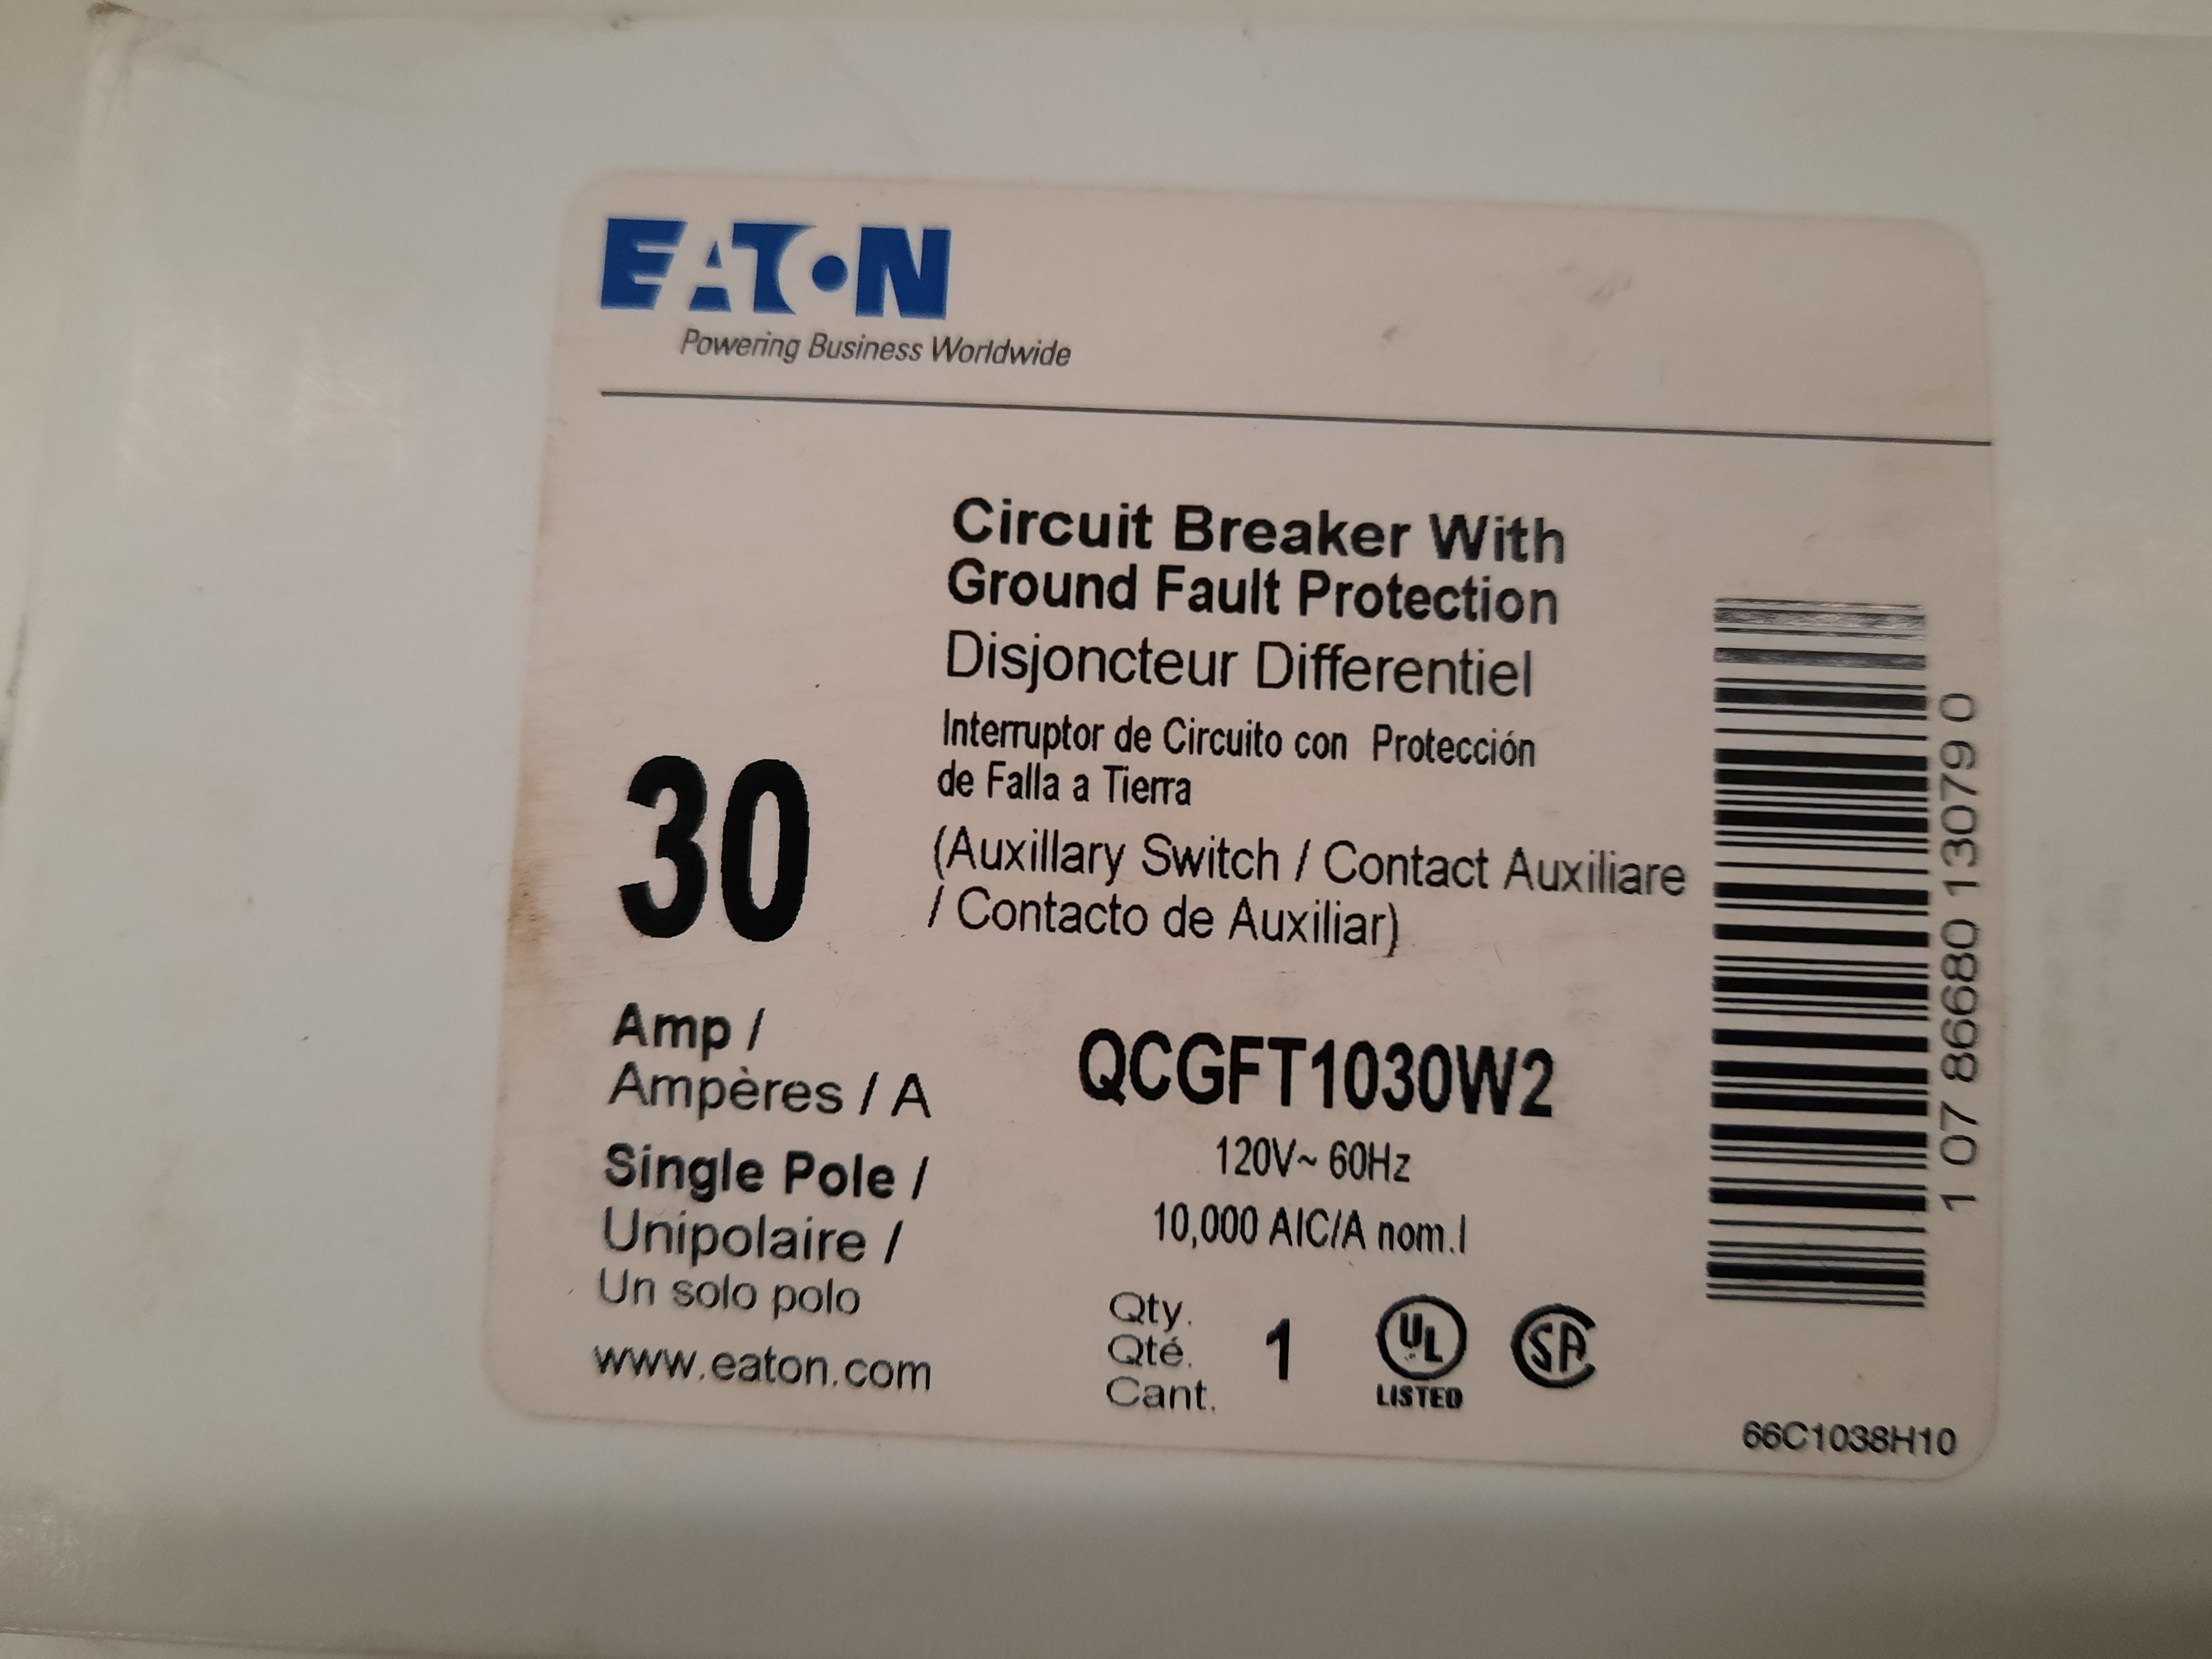 EATON
Powering Business Worldwide
Circuit Breaker With
Ground Fault Protection
Disjoncteur Differentiel
Interruptor de Circuito con Protección
de Falla a Tierra
(Auxillary Switch / Contact Auxiliare
/ Contacto de Auxiliar)
30
Amp /
Ampères / A
Single Pole /
Unipolaire /
Un solo polo
www.eaton.com
QCGFT1030W2
120V~ 60Hz
10,000 AIC/A nom.I
Qty.
Qté.
Cant.
1
UL
LISTED
SA
1 07 86680 13079 0
66C1038H10